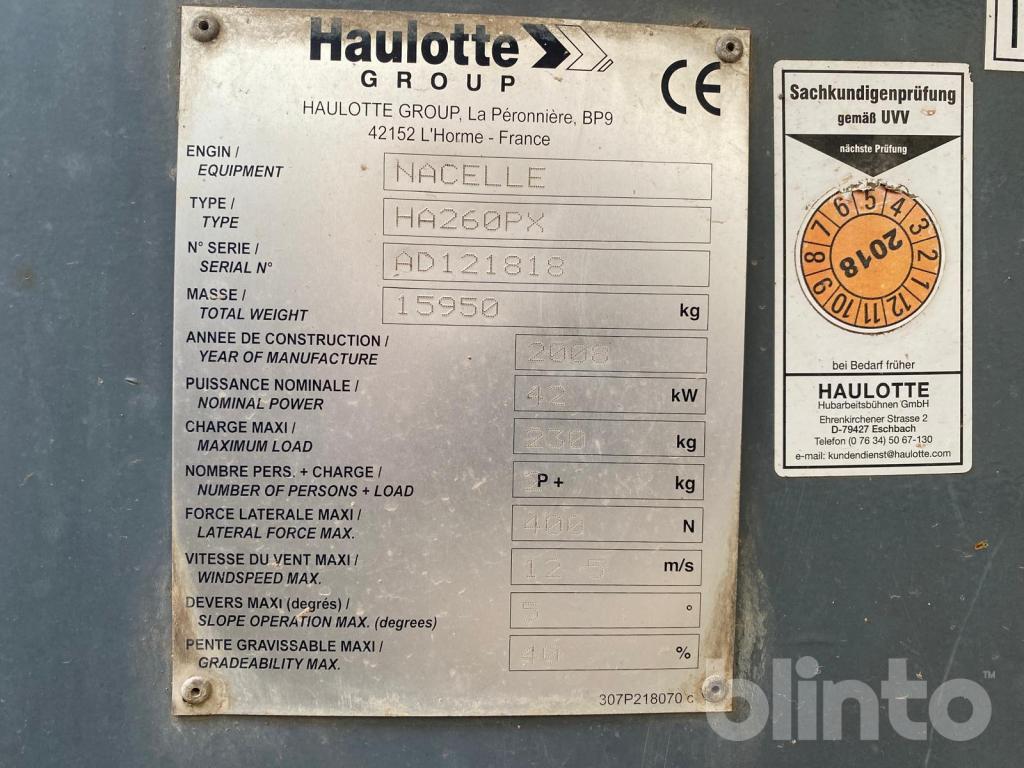 Haulotte
GROUP
HAULOTTE GROUP, La Péronnière, BP9
42152 L'Horme - France
CE
ENGIN /
EQUIPMENT
NACELLE
TYPE /
TYPE
HA260PX
N° SERIE /
SERIAL N°
AD121818
MASSE /
TOTAL WEIGHT
15950 kg
ANNEE DE CONSTRUCTION /
YEAR OF MANUFACTURE
2008
PUISSANCE NOMINALE /
NOMINAL POWER
42 kW
CHARGE MAXI /
MAXIMUM LOAD
230 kg
NOMBRE PERS. + CHARGE /
NUMBER OF PERSONS + LOAD
P + kg
FORCE LATERALE MAXI /
LATERAL FORCE MAX.
400 N
VITESSE DU VENT MAXI /
WINDSPEED MAX.
12 5 m/s
DEVERS MAXI (degrés) /
SLOPE OPERATION MAX. (degrees)
5 °
PENTE GRAVISSABLE MAXI /
GRADEABILITY MAX.
40 %
307P218070 c
Sachkundigenprüfung
gemäß UVV
nächste Prüfung
1 2 3 4 5 6 7 8 9 10 11 12
2018
bei Bedarf früher
HAULOTTE
Hubarbeitsbühnen GmbH
Ehrenkirchener Strasse 2
D-79427 Eschbach
Telefon (0 76 34) 50 67-130
e-mail: kundendienst@haulotte.com
blinto™